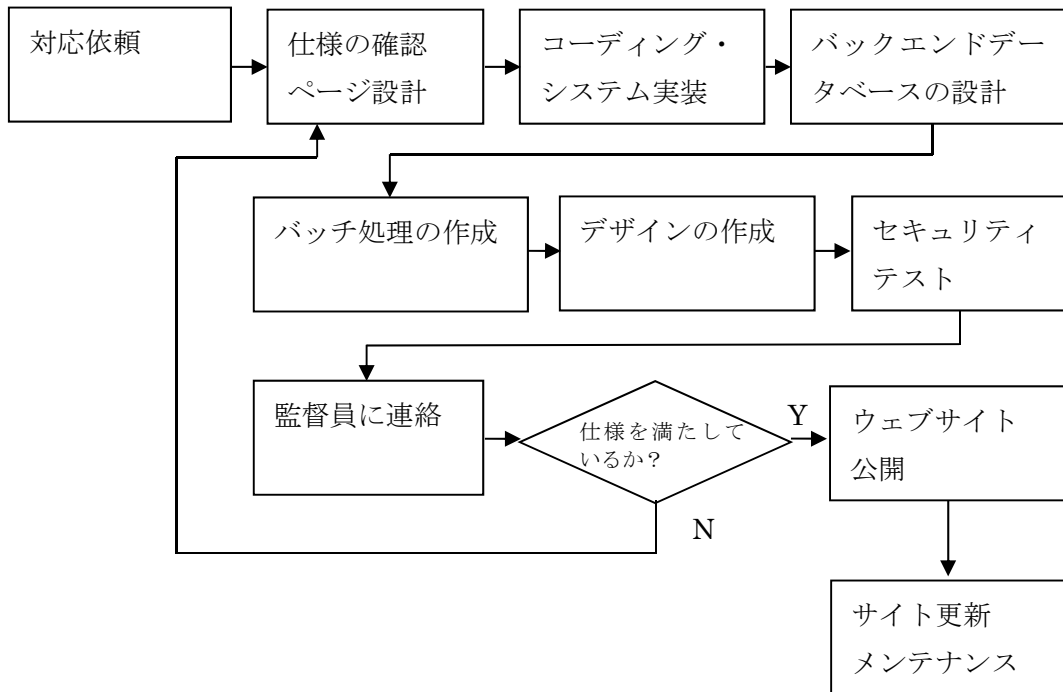 対応依頼
仕様の確認
ページ設計
コーディング・
システム実装
バックエンドデー
タベースの設計
バッチ処理の作成
デザインの作成
セキュリティ
テスト
監督員に連絡
仕様を満たして
いるか?
Y
ウェブサイト
公開
N
サイト更新
メンテナンス